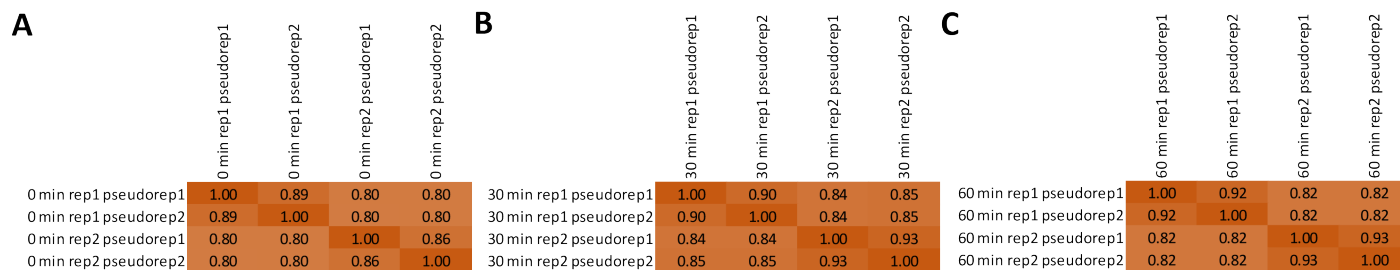 A
0 min rep1 pseudorep1
0 min rep1 pseudorep2
0 min rep2 pseudorep1
0 min rep2 pseudorep2
0 min rep1 pseudorep1 1.00 0.89 0.80 0.80
0 min rep1 pseudorep2 0.89 1.00 0.80 0.80
0 min rep2 pseudorep1 0.80 0.80 1.00 0.86
0 min rep2 pseudorep2 0.80 0.80 0.86 1.00
B
30 min rep1 pseudorep1
30 min rep1 pseudorep2
30 min rep2 pseudorep1
30 min rep2 pseudorep2
30 min rep1 pseudorep1 1.00 0.90 0.84 0.85
30 min rep1 pseudorep2 0.90 1.00 0.84 0.85
30 min rep2 pseudorep1 0.84 0.84 1.00 0.93
30 min rep2 pseudorep2 0.85 0.85 0.93 1.00
C
60 min rep1 pseudorep1
60 min rep1 pseudorep2
60 min rep2 pseudorep1
60 min rep2 pseudorep2
60 min rep1 pseudorep1 1.00 0.92 0.82 0.82
60 min rep1 pseudorep2 0.92 1.00 0.82 0.82
60 min rep2 pseudorep1 0.82 0.82 1.00 0.93
60 min rep2 pseudorep2 0.82 0.82 0.93 1.00